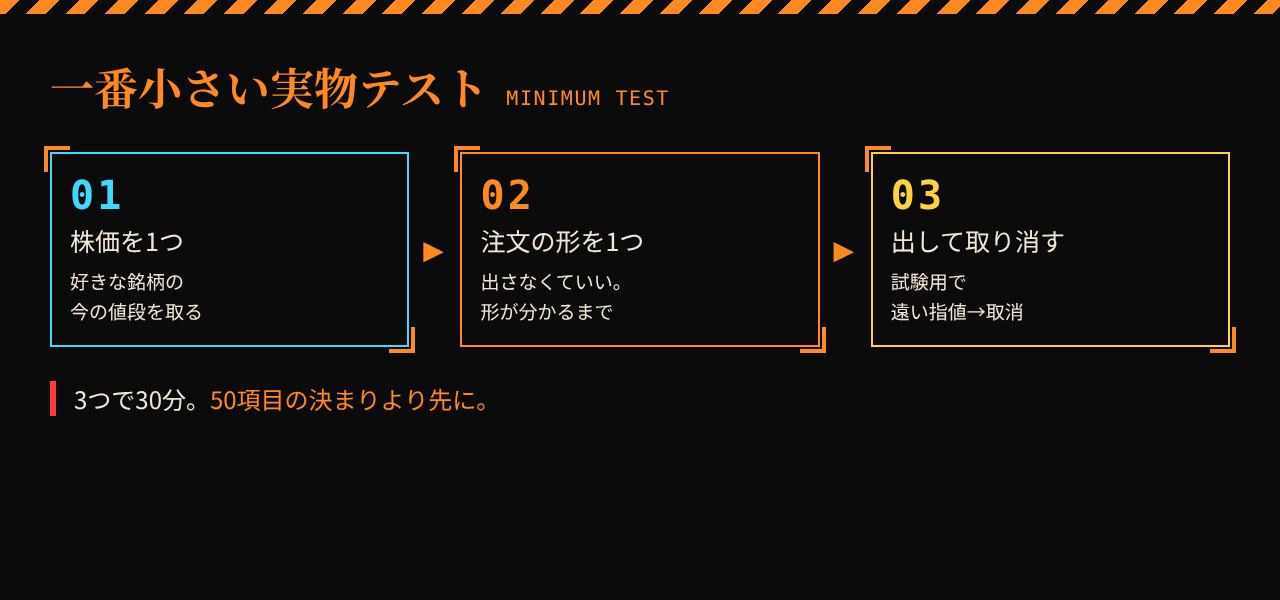 一番小さい実物テスト MINIMUM TEST
01
株価を1つ
好きな銘柄の
今の値段を取る
▶
02
注文の形を1つ
出さなくていい。
形が分かるまで
▶
03
出して取り消す
試験用で
遠い指値→取消
3つで30分。50項目の決まりより先に。